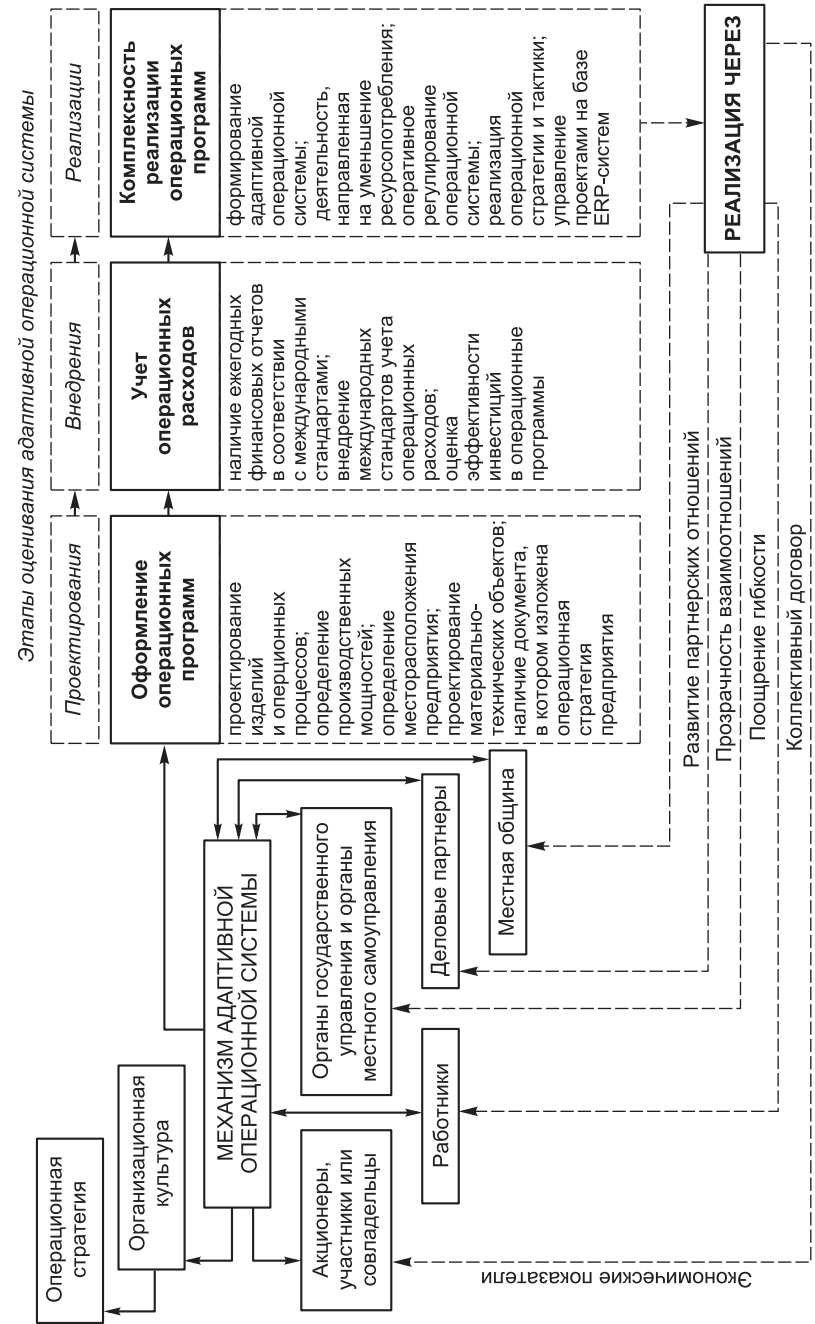 Этапы оценивания адаптивной операционной системы
Проектирования
Внедрения
Реализации
Оформление
операционных
программ
Учет
операционных
расходов
Комплексность
реализации
операционных
программ
проектирование
изделий
и оперционных
процессов;
определение
производственных
мощностей;
определение
месторасположения
предприятия;
проектирование
материально-
технических объектов;
наличие документа,
в котором изложена
операционная
стратегия
предприятия
наличие ежегодных
финансовых отчетов
в соответствии
с международными
стандартами;
внедрение
международных
стандартов учета
операционных
расходов;
оценка
эффективности
инвестиций
в операционные
программы
формирование
адаптивной
операционной
системы;
деятельность,
направленная
на уменьшение
ресурсопотребления;
оперативное
регулирование
операционной
системы;
реализация
операционной
стратегии и тактики;
управление
проектами на базе
ERP-систем
Операционная
стратегия
Организационная
культура
МЕХАНИЗМ АДАПТИВНОЙ
ОПЕРАЦИОННОЙ СИСТЕМЫ
Акционеры,
участники или
совладельцы
Органы государственного
управления и органы
местного самоуправления
Работники
Деловые партнеры
Местная община
РЕАЛИЗАЦИЯ ЧЕРЕЗ
Развитие партнерских отношений
Прозрачность взаимоотношений
Поощрение гибкости
Коллективный договор
Экономические показатели